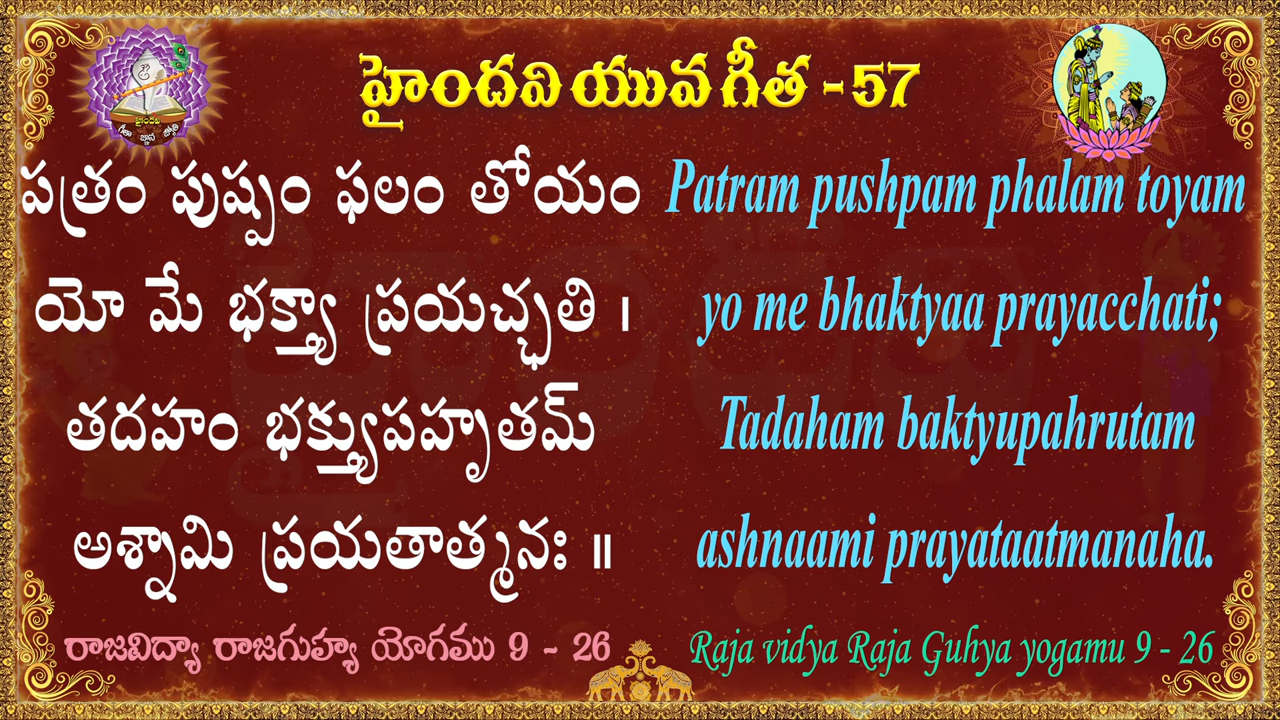 హైందవి యువ గీత - 57
పత్రం పుష్పం ఫలం తోయం
యో మే భక్త్యా ప్రయచ్ఛతి ।
తదహం భక్త్యుపహృతమ్
అశ్నామి ప్రయతాత్మనః ॥
రాజవిద్యా రాజగుహ్య యోగము 9 - 26
Patram pushpam phalam toyam
yo me bhaktyaa prayacchati;
Tadaham baktyupahrutam
ashnaami prayataatmanaha.
Raja vidya Raja Guhya yogamu 9 - 26
హైందవి
గీతా జ్ఞాన